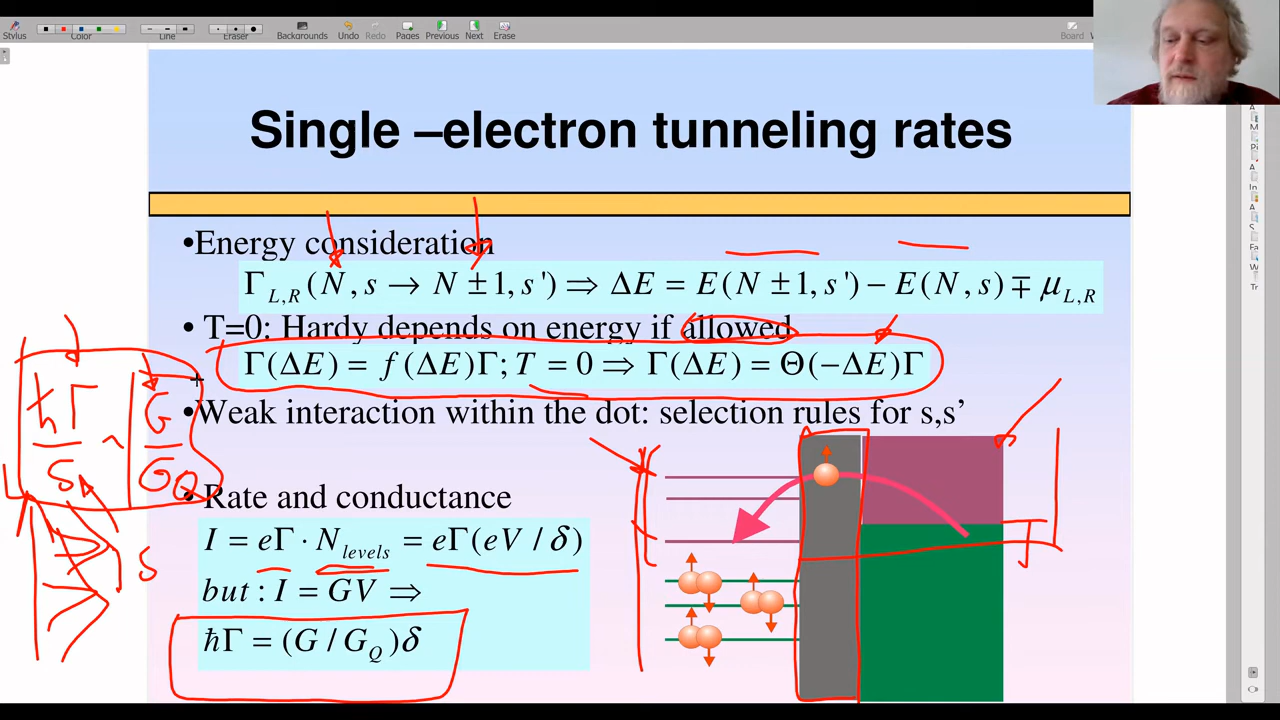 Stylus
Color
Line
Eraser
Backgrounds
Undo
Redo
Pages
Previous
Next
Erase
Board
Single –electron tunneling rates
•Energy consideration
Γ_{L,R}(N, s → N ±1, s') ⇒ ΔE = E(N ±1, s') − E(N, s) ∓ μ_{L,R}
• T=0: Hardy depends on energy if allowed
Γ(ΔE) = f(ΔE)Γ; T = 0 ⇒ Γ(ΔE) = Θ(−ΔE)Γ
•Weak interaction within the dot: selection rules for s,s’
• Rate and conductance
I = eΓ · N_{levels} = eΓ(eV / δ)
but : I = GV ⇒
ħΓ = (G / G_Q)δ
ħΓ/δ ~ G/G_Q
δ